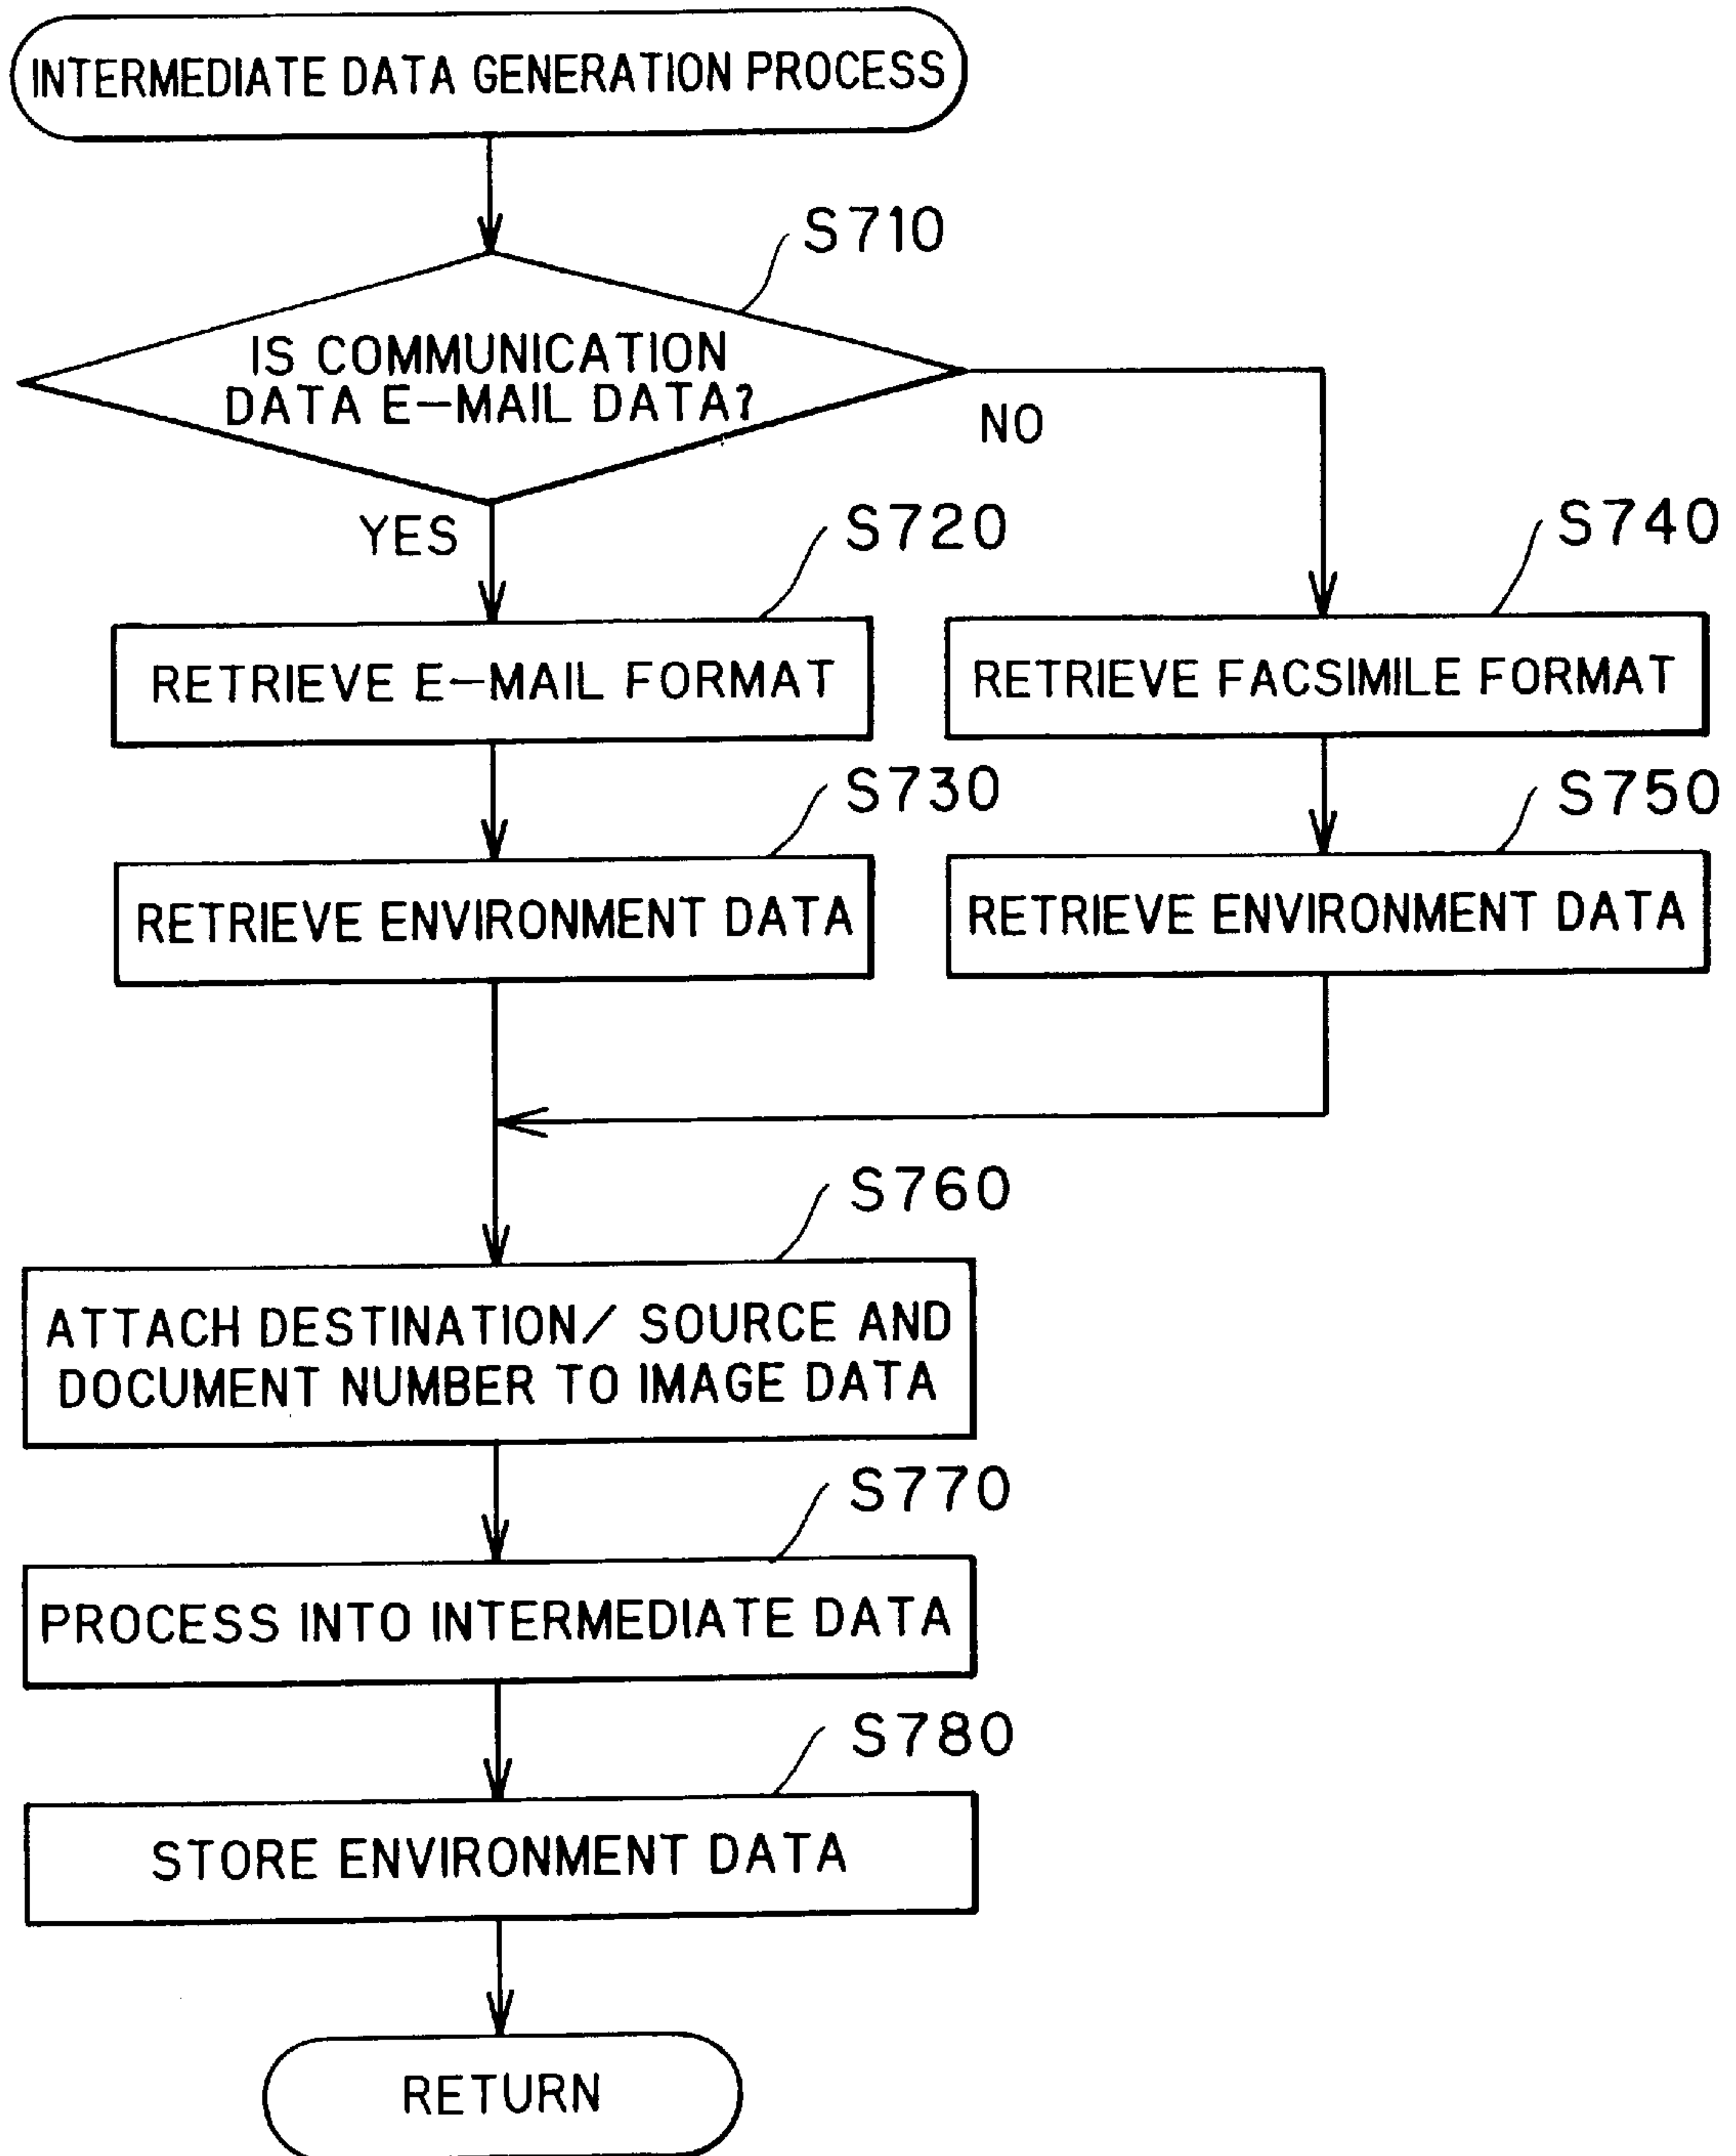 INTERMEDIATE DATA GENERATION PROCESS
S710
IS COMMUNICATION
DATA E-MAIL DATA?
NO
YES
S720
S740
RETRIEVE E-MAIL FORMAT
RETRIEVE FACSIMILE FORMAT
S730
S750
RETRIEVE ENVIRONMENT DATA
RETRIEVE ENVIRONMENT DATA
S760
ATTACH DESTINATION/ SOURCE AND
DOCUMENT NUMBER TO IMAGE DATA
S770
PROCESS INTO INTERMEDIATE DATA
S780
STORE ENVIRONMENT DATA
RETURN